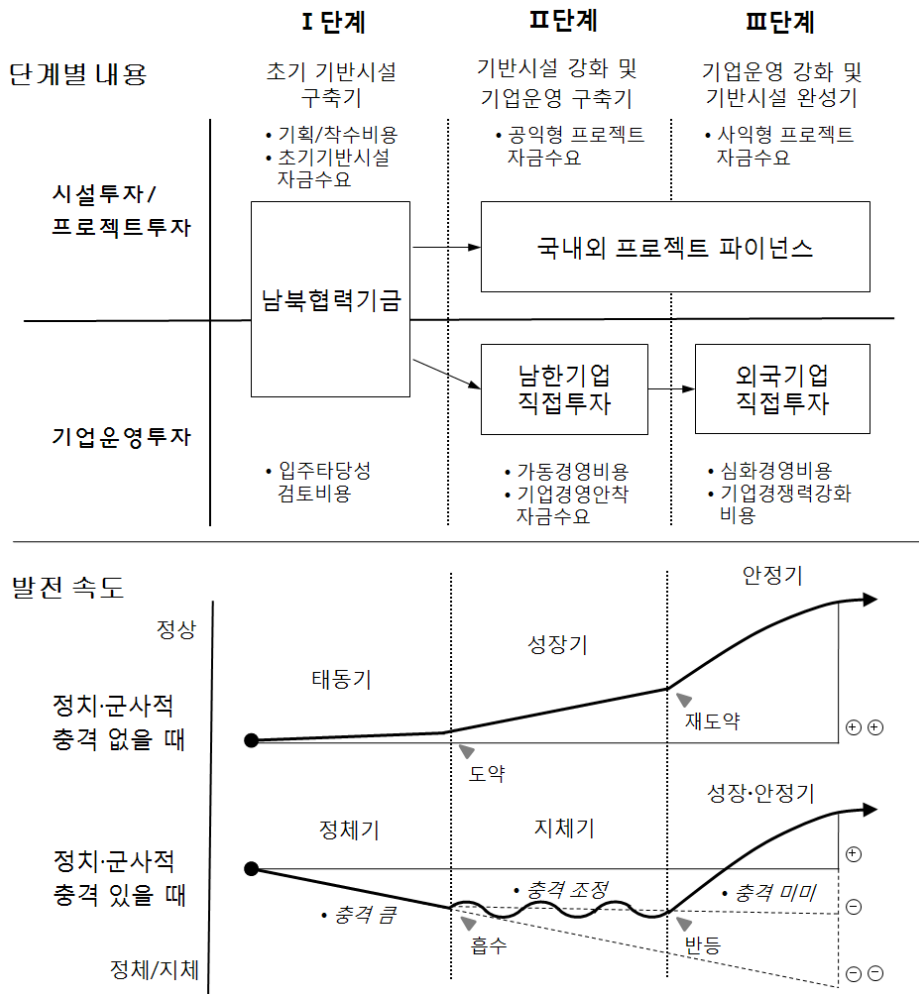 Ⅰ단계
Ⅱ단계
Ⅲ단계
단계별 내용
초기 기반시설
구축기
기반시설 강화 및
기업운영 구축기
기업운영 강화 및
기반시설 완성기
• 기획/착수비용
• 초기기반시설
자금수요
• 공익형 프로젝트
자금수요
• 사익형 프로젝트
자금수요
시설투자/
프로젝트투자
남북협력기금
국내외 프로젝트 파이넌스
기업운영투자
남한기업
직접투자
외국기업
직접투자
• 입주타당성
검토비용
• 가동경영비용
• 기업경영안착
자금수요
• 심화경영비용
• 기업경쟁력강화
비용
발전 속도
정상
태동기
성장기
안정기
정치·군사적
충격 없을 때
도약
재도약
⊕⊕
정체기
지체기
성장·안정기
정치·군사적
충격 있을 때
⊕
• 충격 큼
• 충격 조정
• 충격 미미
⊖
흡수
반등
정체/지체
⊖⊖